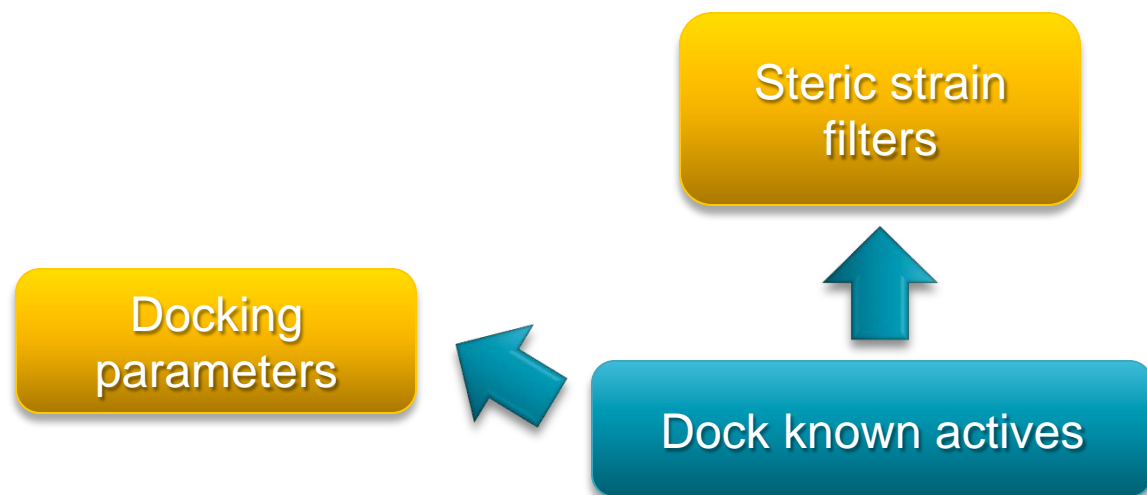 Steric strain
filters
Docking
parameters
Dock known actives